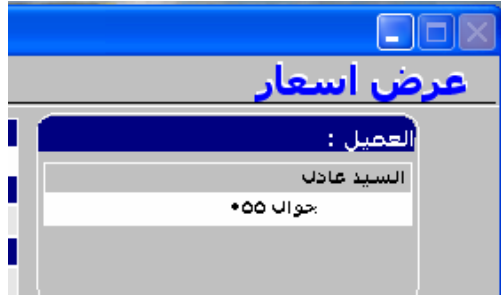 عرض اسعار
العميل :
السيد عادل
جوال ٠٥٥